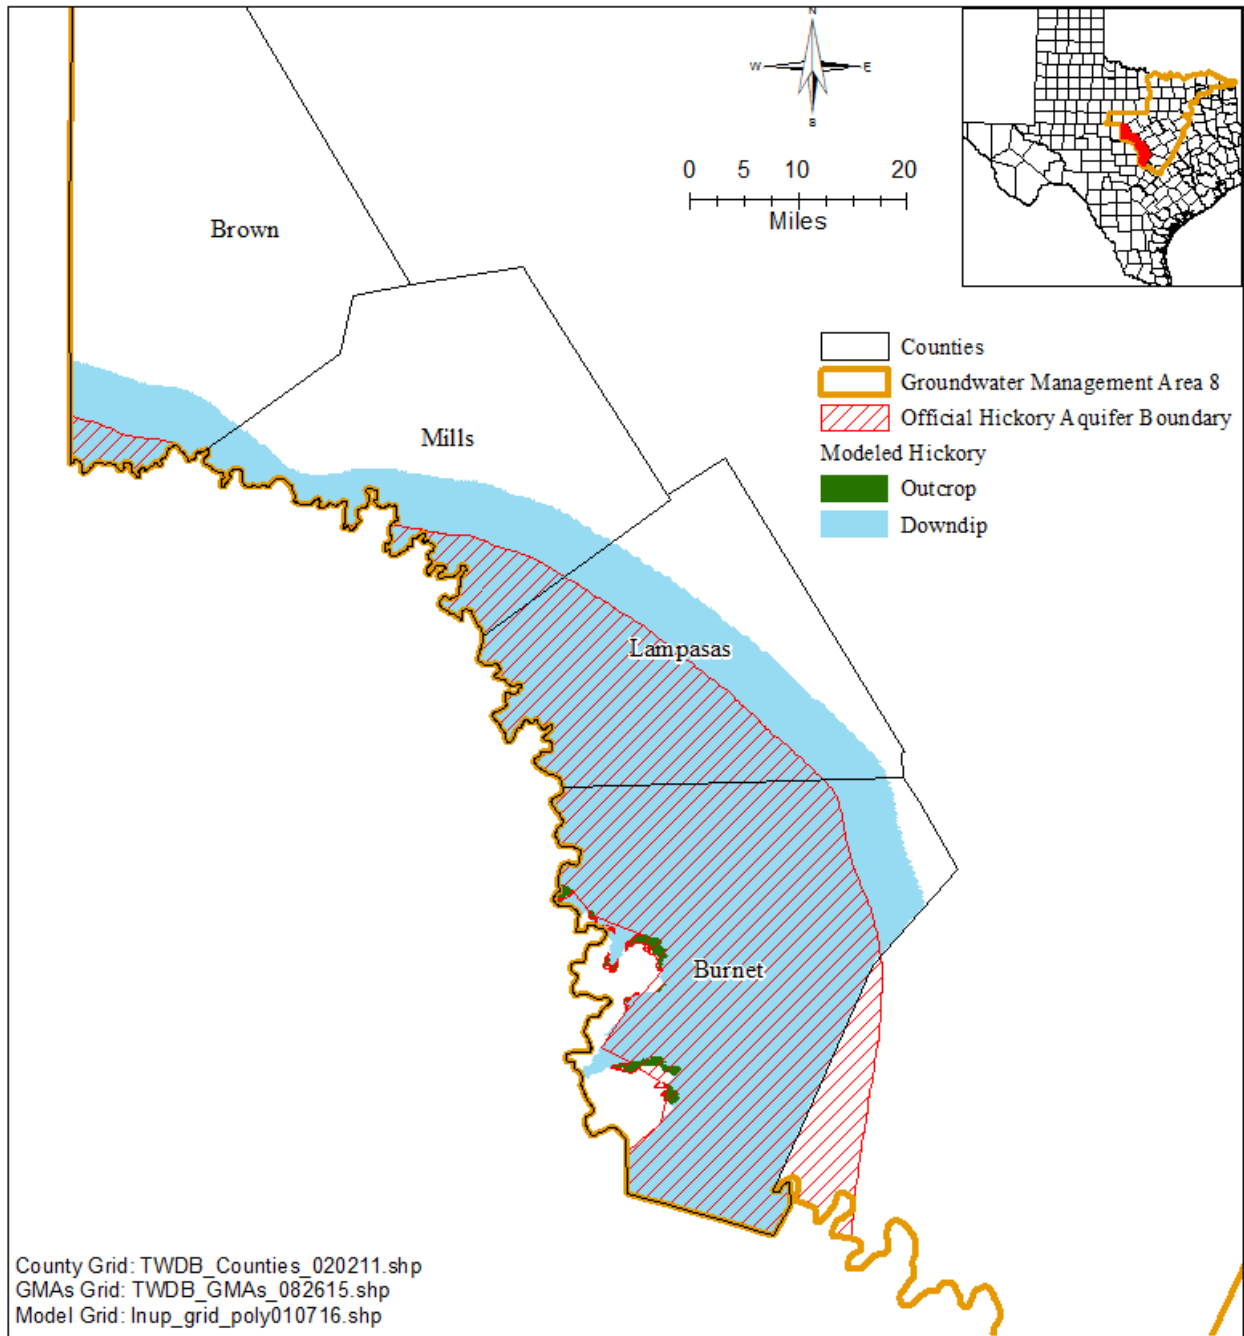 N
W E
S
0 5 10 20
Miles
Brown
Mills
Lampasas
Burnet
Counties
Groundwater Management Area 8
Official Hickory Aquifer Boundary
Modeled Hickory
Outcrop
Downdip
County Grid: TWDB_Counties_020211.shp
GMAs Grid: TWDB_GMAs_082615.shp
Model Grid: lnup_grid_poly010716.shp